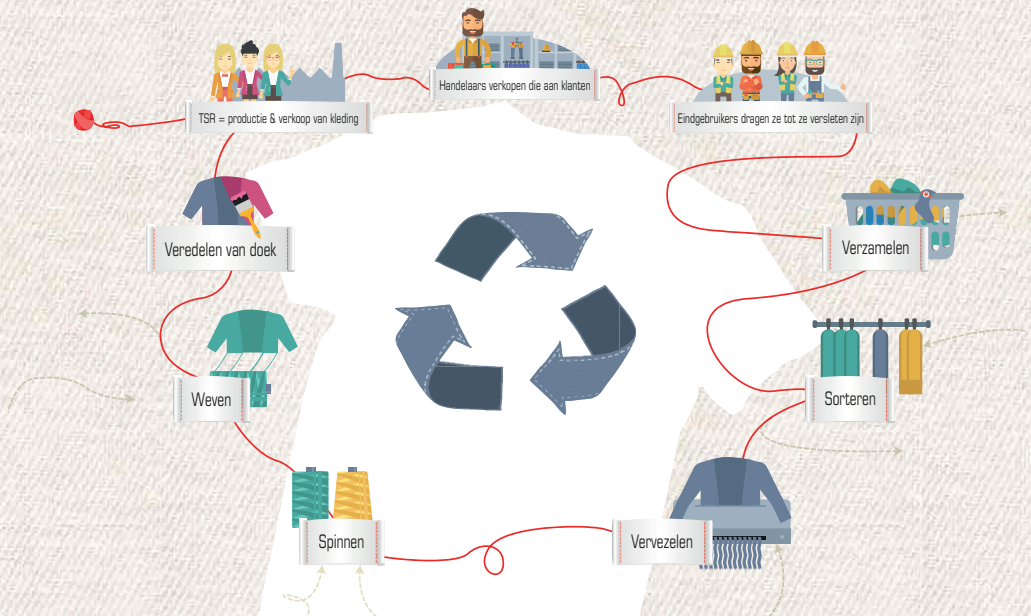 Handelaars verkopen die aan klanten
TSR = productie & verkoop van kleding
Eindgebruikers dragen ze tot ze versleten zijn
Veredelen van doek
Verzamelen
Weven
Sorteren
Spinnen
Vervezelen